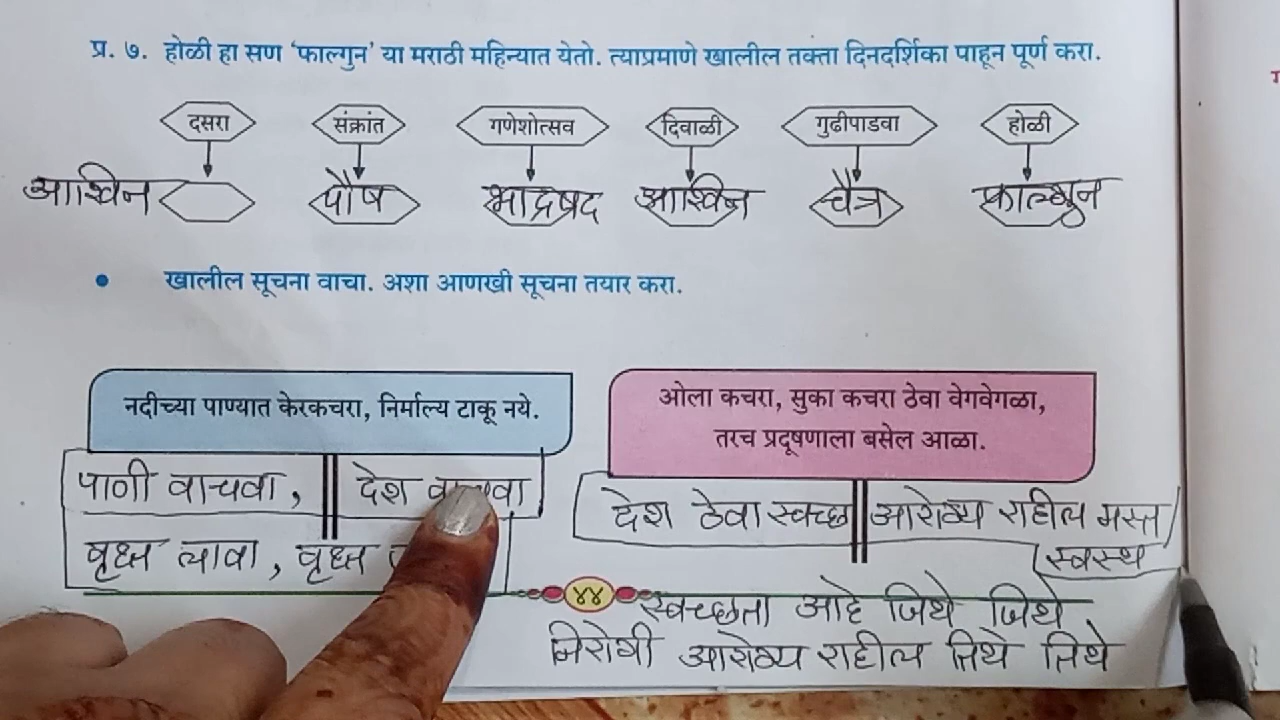 प्र. ७. होळी हा सण 'फाल्गुन' या मराठी महिन्यात येतो. त्याप्रमाणे खालील तक्ता दिनदर्शिका पाहून पूर्ण करा.
दसरा संक्रांत गणेशोत्सव दिवाळी गुढीपाडवा होळी
आश्विन पौष भाद्रपद आश्विन चैत्र फाल्गुन
• खालील सूचना वाचा. अशा आणखी सूचना तयार करा.
नदीच्या पाण्यात केरकचरा, निर्माल्य टाकू नये.
पाणी वाचवा, देश
वृक्ष लावा, वृक्ष
ओला कचरा, सुका कचरा ठेवा वेगवेगळा,
तरच प्रदूषणाला बसेल आळा.
देश ठेवा स्वच्छ आरोग्य राहील मस्त
स्वस्थ
४४
स्वच्छता आहे जिथे जिथे
निरोगी आरोग्य राहील तिथे तिथे